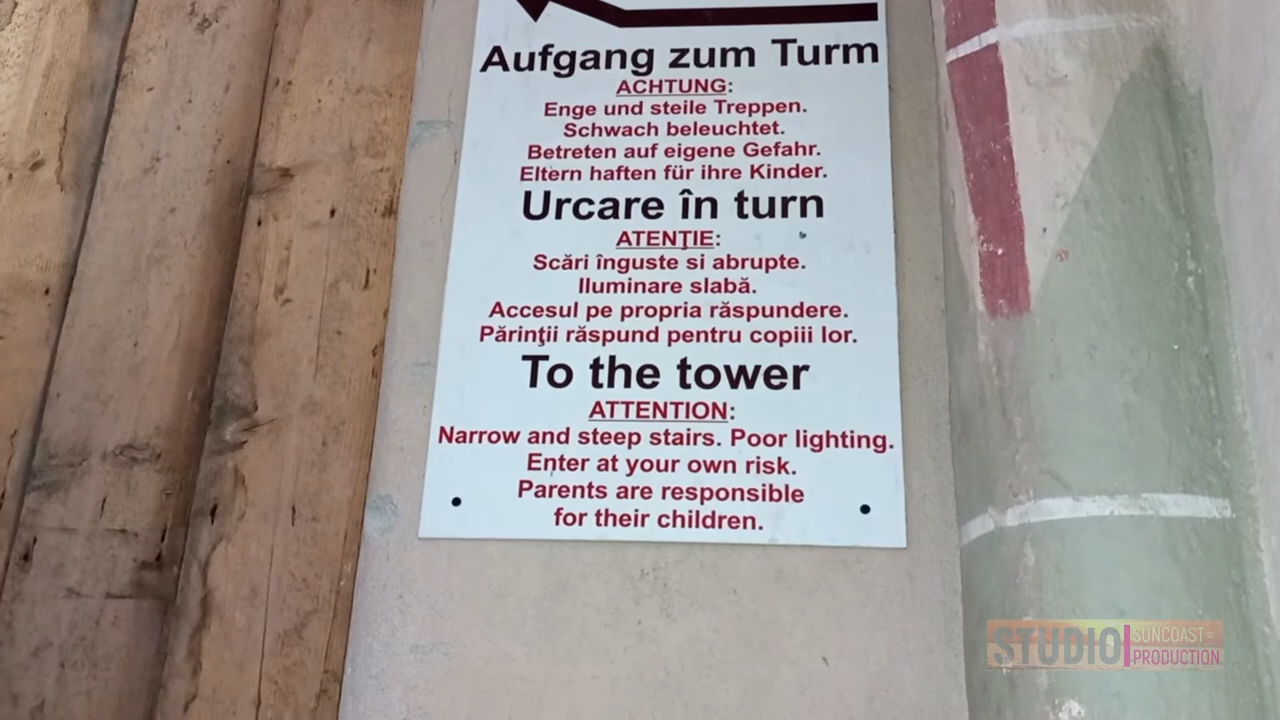 Aufgang zum Turm
ACHTUNG:
Enge und steile Treppen.
Schwach beleuchtet.
Betreten auf eigene Gefahr.
Eltern haften für ihre Kinder.
Urcare în turn
ATENŢIE:
Scări înguste si abrupte.
Iluminare slabă.
Accesul pe propria răspundere.
Părinţii răspund pentru copiii lor.
To the tower
ATTENTION:
Narrow and steep stairs. Poor lighting.
Enter at your own risk.
Parents are responsible
for their children.
STUDIO
SUNCOAST ©
PRODUCTION